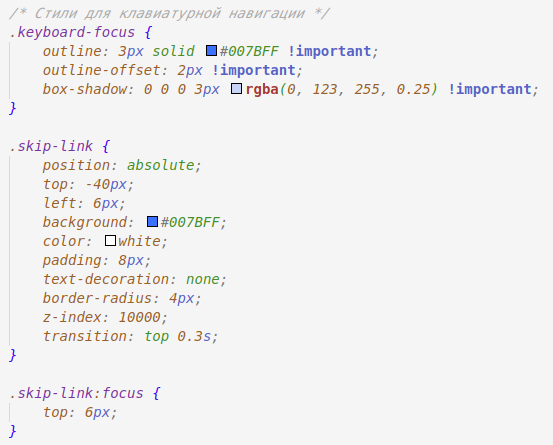 /* Стили для клавиатурной навигации */
.keyboard-focus {
    outline: 3px solid #007BFF !important;
    outline-offset: 2px !important;
    box-shadow: 0 0 0 3px rgba(0, 123, 255, 0.25) !important;
}

.skip-link {
    position: absolute;
    top: -40px;
    left: 6px;
    background: #007BFF;
    color: white;
    padding: 8px;
    text-decoration: none;
    border-radius: 4px;
    z-index: 10000;
    transition: top 0.3s;
}

.skip-link:focus {
    top: 6px;
}